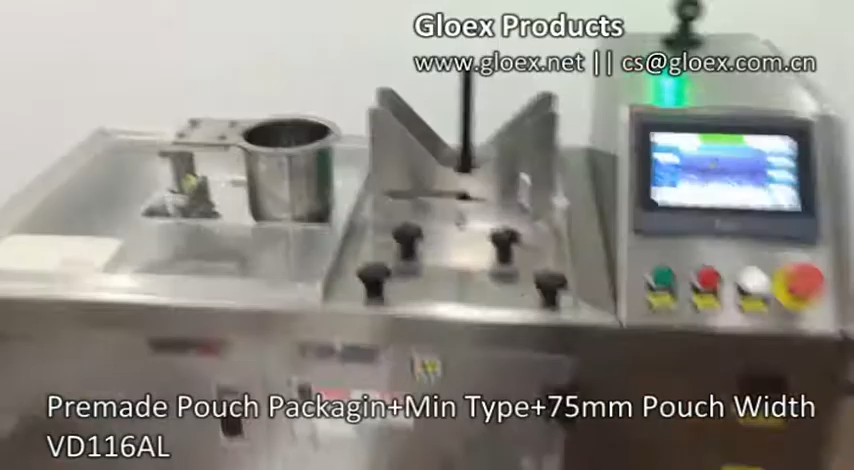 Gloex Products
www.gloex.net || cs@gloex.com.cn
Premade Pouch Packagin+Min Type+75mm Pouch Width
VD116AL